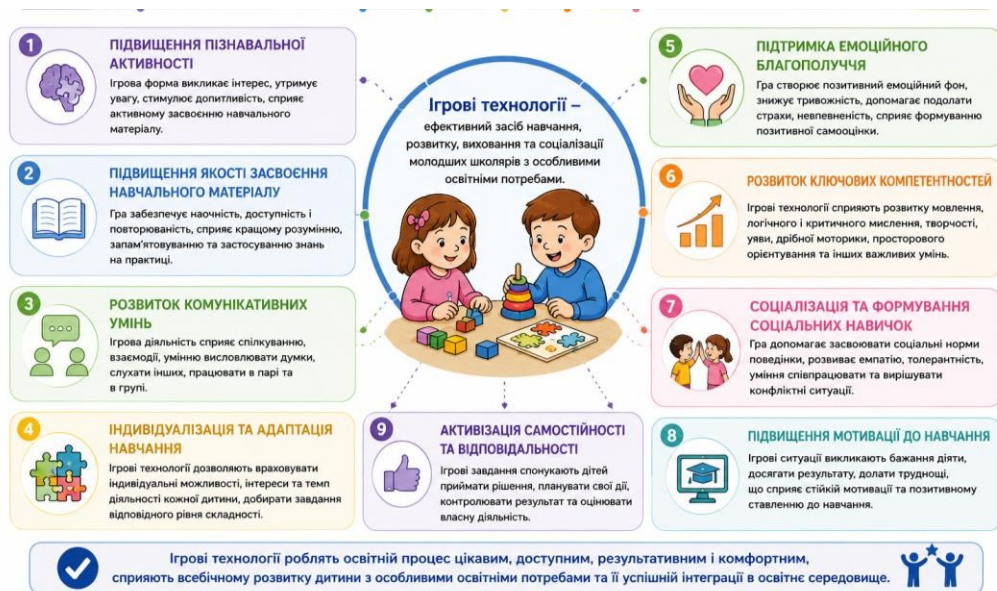 1
ПІДВИЩЕННЯ ПІЗНАВАЛЬНОЇ
АКТИВНОСТІ
Ігрова форма викликає інтерес, утримує
увагу, стимулює допитливість, сприяє
активному засвоєнню навчального
матеріалу.
2
ПІДВИЩЕННЯ ЯКОСТІ ЗАСВОЄННЯ
НАВЧАЛЬНОГО МАТЕРІАЛУ
Гра забезпечує наочність, доступність і
повторюваність, сприяє кращому розумінню,
запам'ятовуванню та застосуванню знань
на практиці.
3
РОЗВИТОК КОМУНІКАТИВНИХ
УМІНЬ
Ігрова діяльність сприяє спілкуванню,
взаємодії, умінню висловлювати думки,
слухати інших, працювати в парі та
в групі.
4
ІНДИВІДУАЛІЗАЦІЯ ТА АДАПТАЦІЯ
НАВЧАННЯ
Ігрові технології дозволяють враховувати
індивідуальні можливості, інтереси та темп
діяльності кожної дитини, добирати завдання
відповідного рівня складності.
Ігрові технології –
ефективний засіб навчання,
розвитку, виховання та соціалізації
молодших школярів з особливими
освітніми потребами.
9
АКТИВІЗАЦІЯ САМОСТІЙНОСТІ
ТА ВІДПОВІДАЛЬНОСТІ
Ігрові завдання спонукають дітей
приймати рішення, планувати свої дії,
контролювати результат та оцінювати
власну діяльність.
5
ПІДТРИМКА ЕМОЦІЙНОГО
БЛАГОПОЛУЧЧЯ
Гра створює позитивний емоційний фон,
знижує тривожність, допомагає подолати
страхи, невпевненість, сприяє формуванню
позитивної самооцінки.
6
РОЗВИТОК КЛЮЧОВИХ КОМПЕТЕНТНОСТЕЙ
Ігрові технології сприяють розвитку мовлення,
логічного і критичного мислення, творчості,
уяви, дрібної моторики, просторового
орієнтування та інших важливих умінь.
7
СОЦІАЛІЗАЦІЯ ТА ФОРМУВАННЯ
СОЦІАЛЬНИХ НАВИЧОК
Гра допомагає засвоювати соціальні норми
поведінки, розвиває емпатію, толерантність,
уміння співпрацювати та вирішувати
конфліктні ситуації.
8
ПІДВИЩЕННЯ МОТИВАЦІЇ ДО НАВЧАННЯ
Ігрові ситуації викликають бажання діяти,
досягати результату, долати труднощі,
що сприяє стійкій мотивації та позитивному
ставленню до навчання.
Ігрові технології роблять освітній процес цікавим, доступним, результативним і комфортним,
сприяють всебічному розвитку дитини з особливими освітніми потребами та її успішній інтеграції в освітнє середовище.